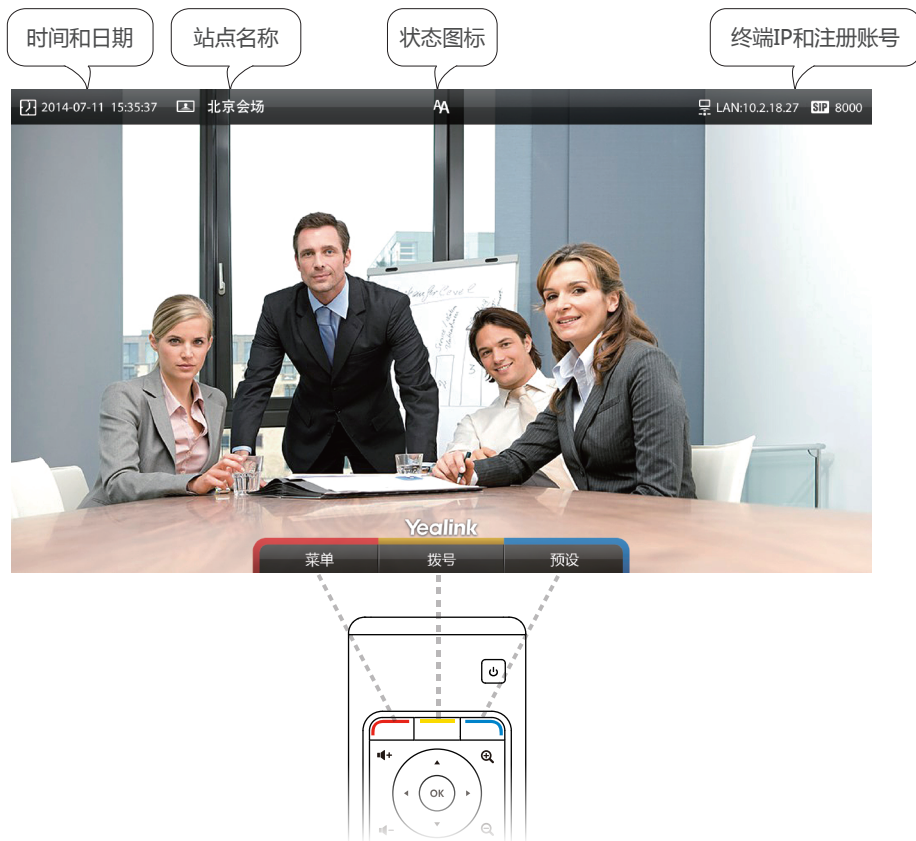 时间和日期
站点名称
状态图标
终端IP和注册账号
2014-07-11 15:35:37 北京会场 AA LAN:10.2.18.27 SIP 8000
Yealink
菜单 拨号 预设
OK